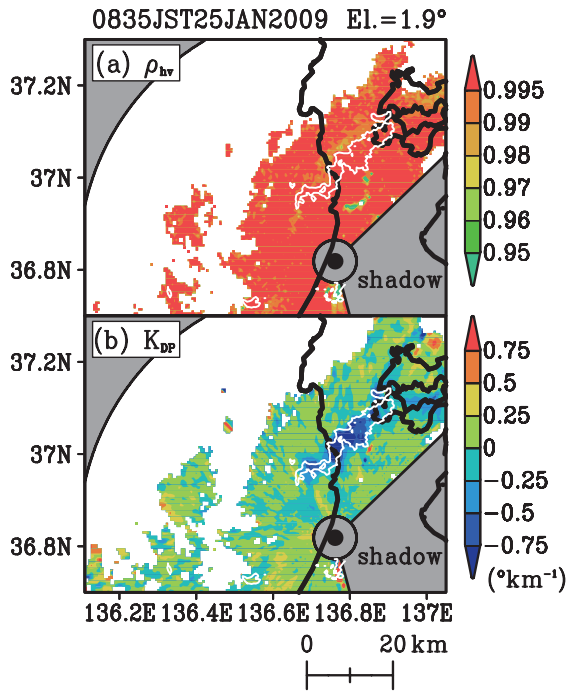 0835JST25JAN2009 El.=1.9°
(a) ρhv
37.2N
37N
36.8N
shadow
0.995
0.99
0.98
0.97
0.96
0.95
(b) KDP
37.2N
37N
36.8N
shadow
0.75
0.5
0.25
0
−0.25
−0.5
−0.75
(°km⁻¹)
136.2E 136.4E 136.6E 136.8E 137E
0 20 km